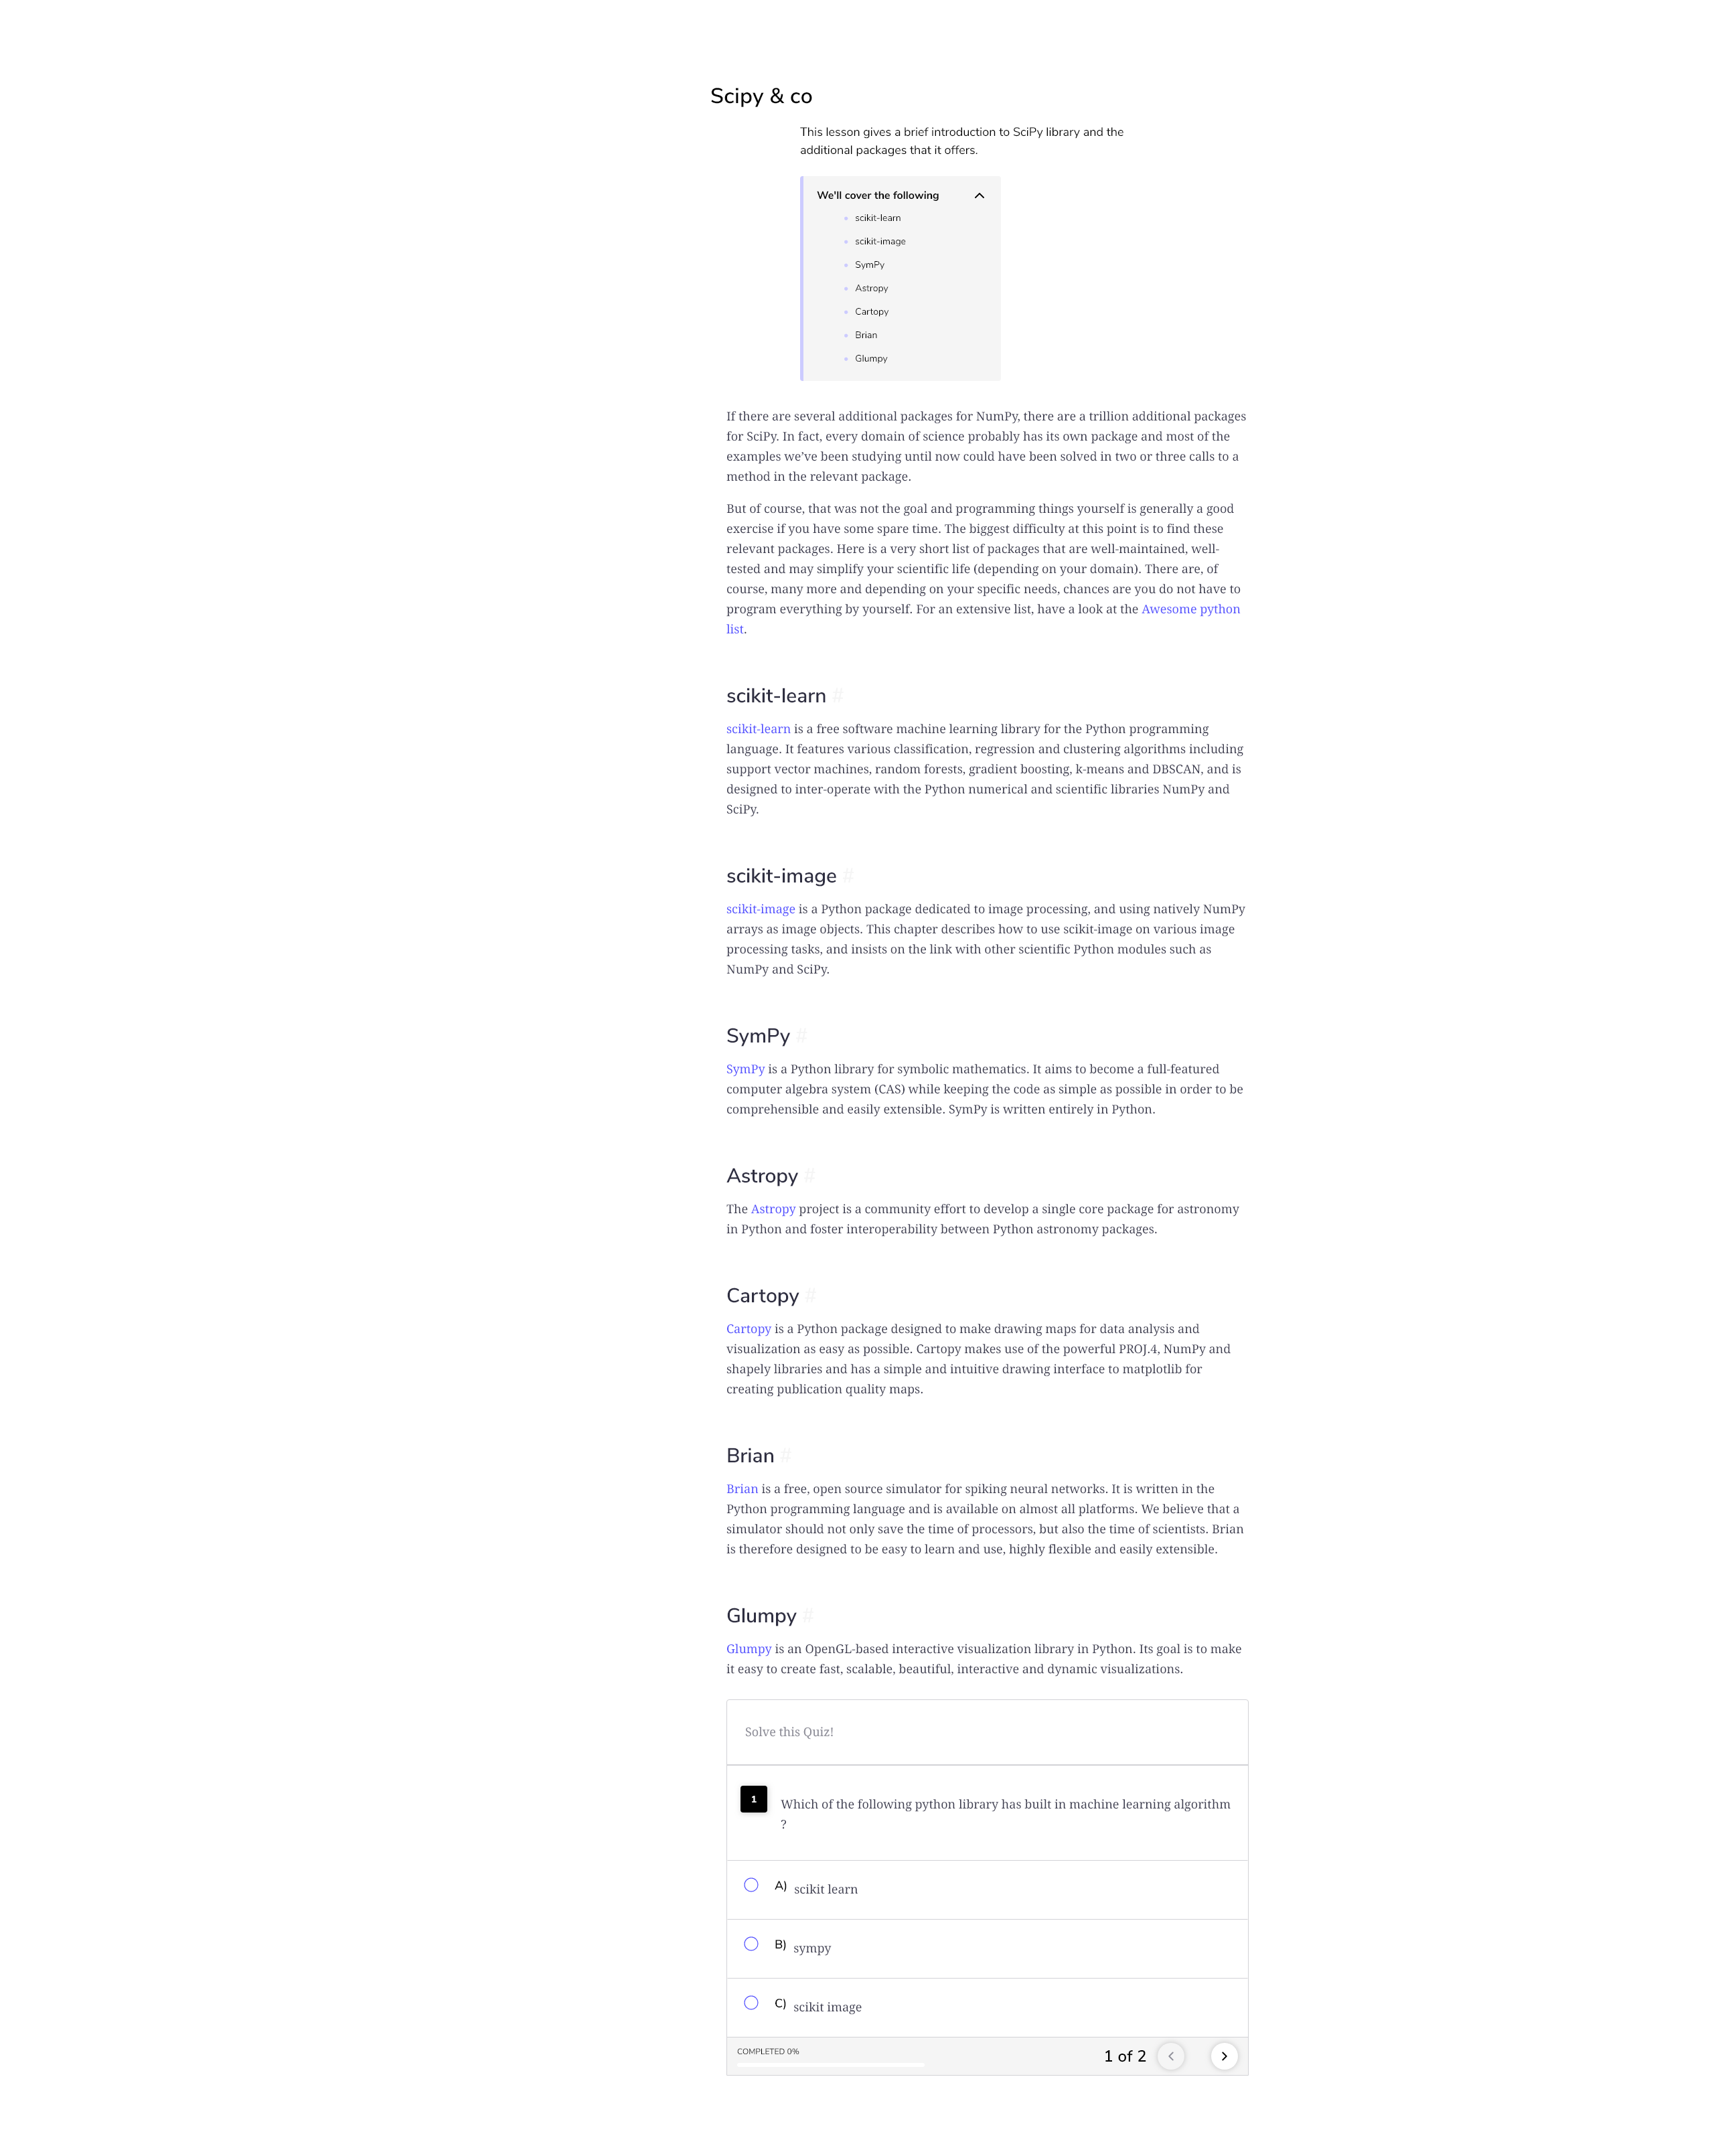 Scipy & co
This lesson gives a brief introduction to SciPy library and the
additional packages that it offers.
We'll cover the following
scikit-learn
scikit-image
SymPy
Astropy
Cartopy
Brian
Glumpy
If there are several additional packages for NumPy, there are a trillion additional packages
for SciPy. In fact, every domain of science probably has its own package and most of the
examples we’ve been studying until now could have been solved in two or three calls to a
method in the relevant package.
But of course, that was not the goal and programming things yourself is generally a good
exercise if you have some spare time. The biggest difficulty at this point is to find these
relevant packages. Here is a very short list of packages that are well-maintained, well-
tested and may simplify your scientific life (depending on your domain). There are, of
course, many more and depending on your specific needs, chances are you do not have to
program everything by yourself. For an extensive list, have a look at the Awesome python
list.
scikit-learn #
scikit-learn is a free software machine learning library for the Python programming
language. It features various classification, regression and clustering algorithms including
support vector machines, random forests, gradient boosting, k-means and DBSCAN, and is
designed to inter-operate with the Python numerical and scientific libraries NumPy and
SciPy.
scikit-image #
scikit-image is a Python package dedicated to image processing, and using natively NumPy
arrays as image objects. This chapter describes how to use scikit-image on various image
processing tasks, and insists on the link with other scientific Python modules such as
NumPy and SciPy.
SymPy #
SymPy is a Python library for symbolic mathematics. It aims to become a full-featured
computer algebra system (CAS) while keeping the code as simple as possible in order to be
comprehensible and easily extensible. SymPy is written entirely in Python.
Astropy #
The Astropy project is a community effort to develop a single core package for astronomy
in Python and foster interoperability between Python astronomy packages.
Cartopy #
Cartopy is a Python package designed to make drawing maps for data analysis and
visualization as easy as possible. Cartopy makes use of the powerful PROJ.4, NumPy and
shapely libraries and has a simple and intuitive drawing interface to matplotlib for
creating publication quality maps.
Brian #
Brian is a free, open source simulator for spiking neural networks. It is written in the
Python programming language and is available on almost all platforms. We believe that a
simulator should not only save the time of processors, but also the time of scientists. Brian
is therefore designed to be easy to learn and use, highly flexible and easily extensible.
Glumpy #
Glumpy is an OpenGL-based interactive visualization library in Python. Its goal is to make
it easy to create fast, scalable, beautiful, interactive and dynamic visualizations.
Solve this Quiz!
1 Which of the following python library has built in machine learning algorithm
?
A) scikit learn
B) sympy
C) scikit image
COMPLETED 0%
1 of 2